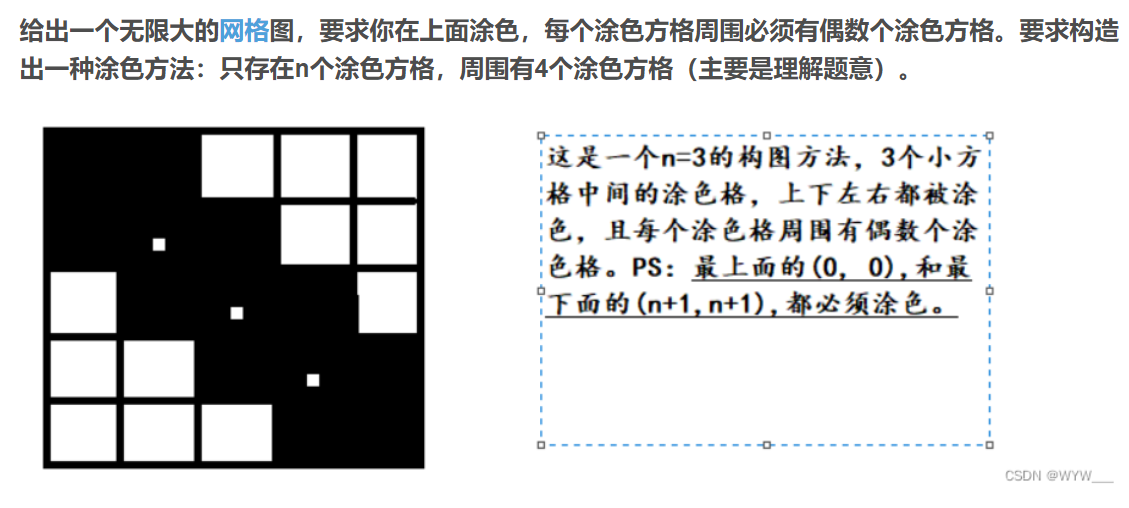 给出一个无限大的网格图，要求你在上面涂色，每个涂色方格周围必须有偶数个涂色方格。要求构造
出一种涂色方法：只存在n个涂色方格，周围有4个涂色方格（主要是理解题意）。
这是一个n=3的构图方法，3个小方
格中间的涂色格，上下左右都被涂
色，且每个涂色格周围有偶数个涂
色格。PS：最上面的(0，0),和最
下面的(n+1,n+1),都必须涂色。
CSDN @WYW___